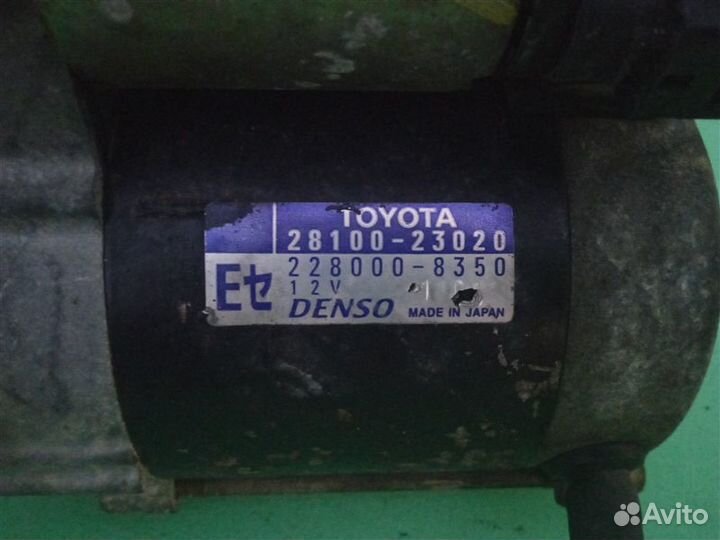 TOYOTA
28100-23020
228000-8350
Eセ
12V
DENSO MADE IN JAPAN
Avito